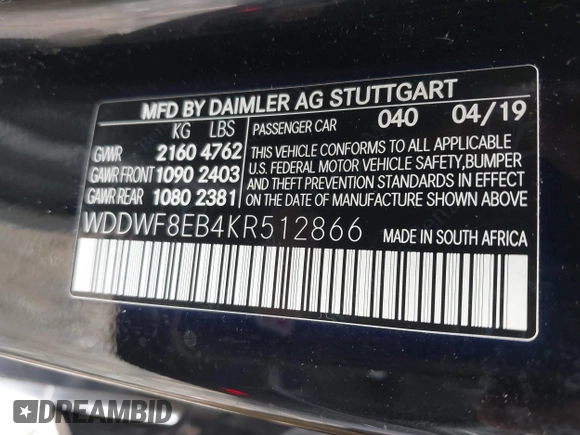 MFD BY DAIMLER AG STUTTGART
KG LBS PASSENGER CAR 040 04/19
GVWR 2160 4762
GAWR FRONT 1090 2403
GAWR REAR 1080 2381
THIS VEHICLE CONFORMS TO ALL APPLICABLE
U.S. FEDERAL MOTOR VEHICLE SAFETY, BUMPER
AND THEFT PREVENTION STANDARDS IN EFFECT
ON THE DATE OF MANUFACTURE SHOWN ABOVE
WDDWF8EB4KR512866 MADE IN SOUTH AFRICA
DREAMBID